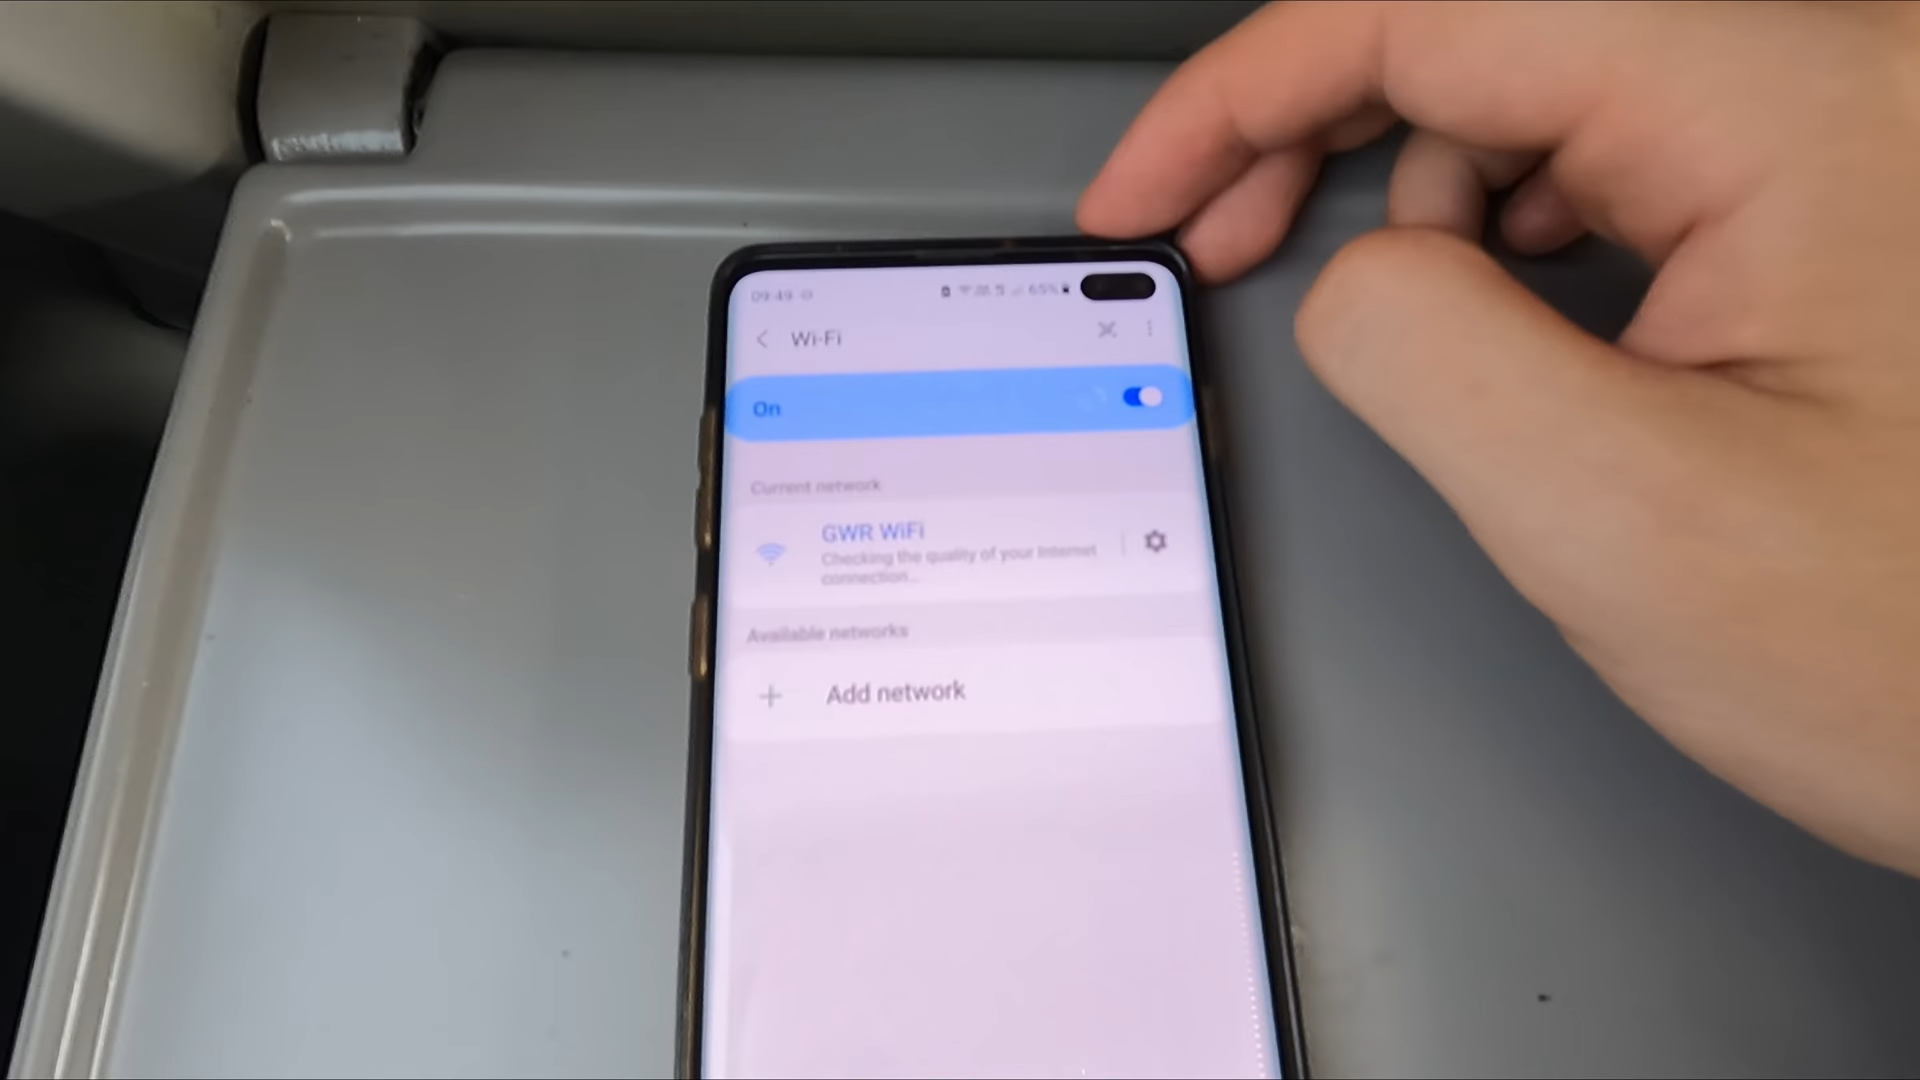 09:49
65%
Wi-Fi
On
Current network
GWR WiFi
Checking the quality of your Internet
connection...
Available networks
Add network